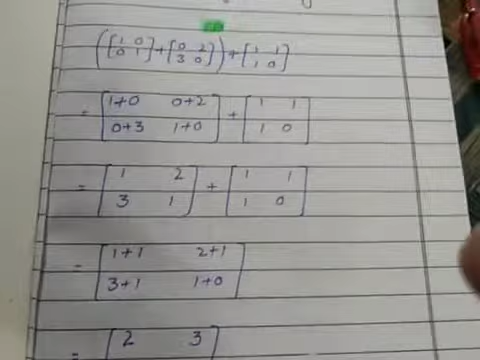 ([1 0 0 1] + [0 2 3 0]) + [1 1 1 0]
= [1+0 0+2
0+3 1+0] + [1 1
1 0]
= [1 2
3 1] + [1 1
1 0]
= [1+1 2+1
3+1 1+0]
= [2 3